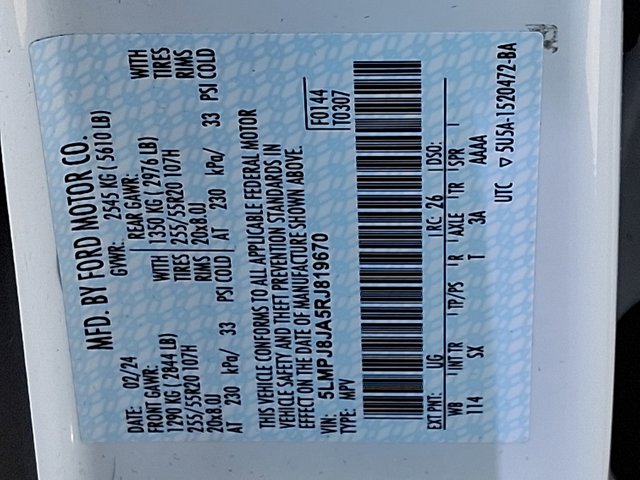 MFD. BY FORD MOTOR CO.
DATE: 02/24 GVWR: 2545 KG ( 5610 LB)
FRONT GAWR: REAR GAWR:
1290 KG ( 2844 LB) WITH 1350 KG ( 2976 LB) WITH
255/55R20 107H TIRES 255/55R20 107H TIRES
20x8.0J RIMS 20x8.0J RIMS
AT 230 kPa/ 33 PSI COLD AT 230 kPa/ 33 PSI COLD
THIS VEHICLE CONFORMS TO ALL APPLICABLE FEDERAL MOTOR
VEHICLE SAFETY AND THEFT PREVENTION STANDARDS IN
EFFECT ON THE DATE OF MANUFACTURE SHOWN ABOVE.
VIN: 5LMPJ8JA5RJ819670 F0144
TYPE: MPV T0307
EXT PNT: UG RC: 76 DSO:
WB INT TR TP/PS R AXLE TR SPR
114 SX T 3A AAAA
UTC ▽ 5U5A-1520472-BA